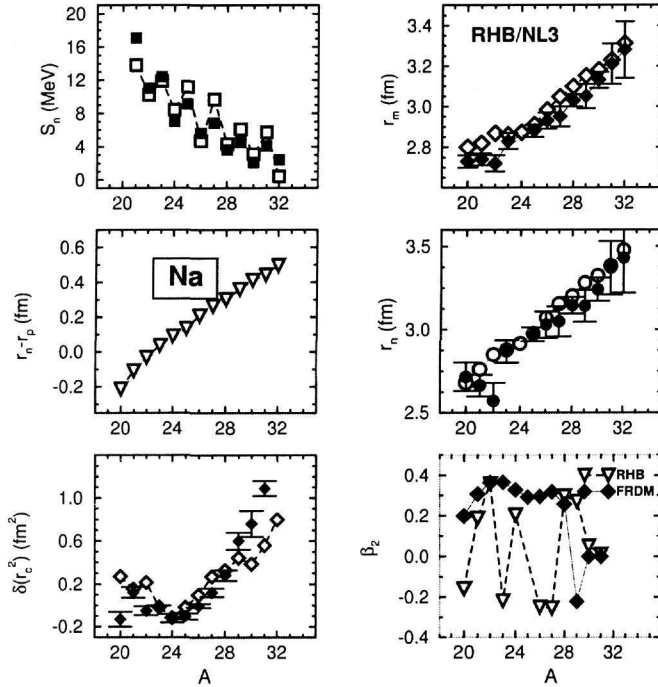 20
16
12
8
4
0
S_n (MeV)
20 24 28 32
RHB/NL3
3.4
3.2
3.0
2.8
r_m (fm)
20 24 28 32
0.6
0.4
0.2
0.0
-0.2
r_n-r_p (fm)
Na
20 24 28 32
3.5
3.0
2.5
r_n (fm)
20 24 28 32
1.0
0.6
0.2
-0.2
δ(r_c^2) (fm^2)
20 24 28 32
A
0.4
0.2
0.0
-0.2
-0.4
β_2
RHB
FRDM
20 24 28 32
A